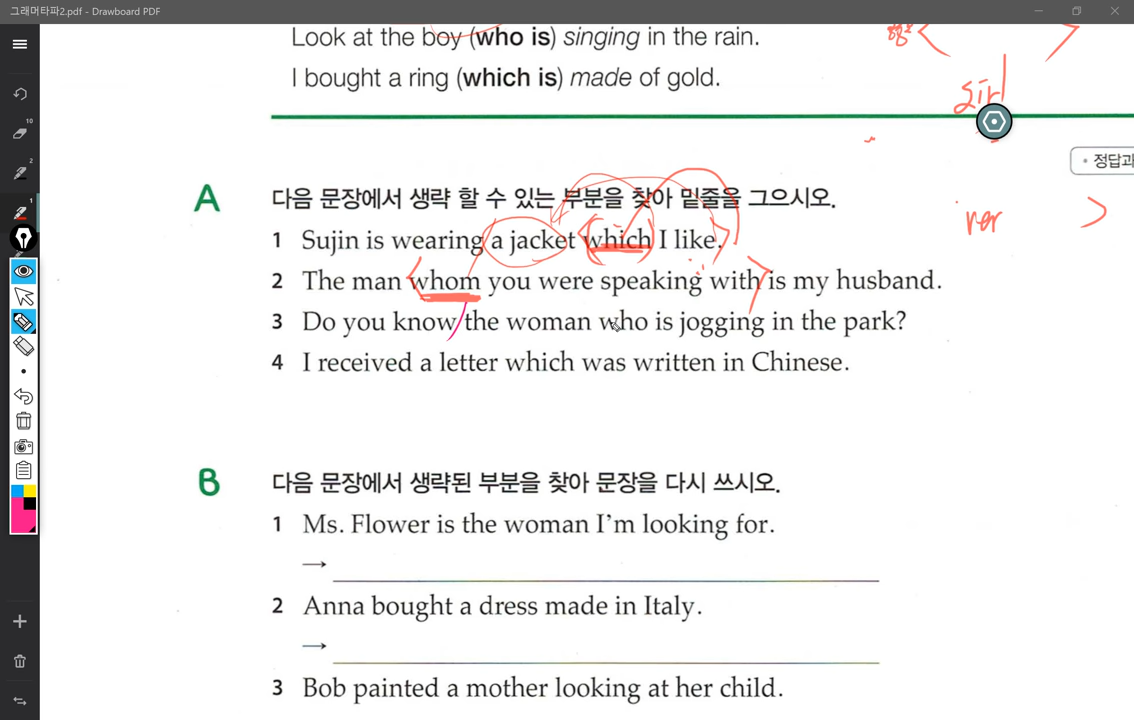 그래머타파2.pdf - Drawboard PDF
Look at the boy (who is) singing in the rain.
I bought a ring (which is) made of gold.
girl
• 정답과
A 다음 문장에서 생략 할 수 있는 부분을 찾아 밑줄을 그으시오.
1 Sujin is wearing a jacket which I like.
2 The man whom you were speaking with is my husband.
3 Do you know the woman who is jogging in the park?
4 I received a letter which was written in Chinese.
B 다음 문장에서 생략된 부분을 찾아 문장을 다시 쓰시오.
1 Ms. Flower is the woman I'm looking for.
→
2 Anna bought a dress made in Italy.
→
3 Bob painted a mother looking at her child.
10
2
1